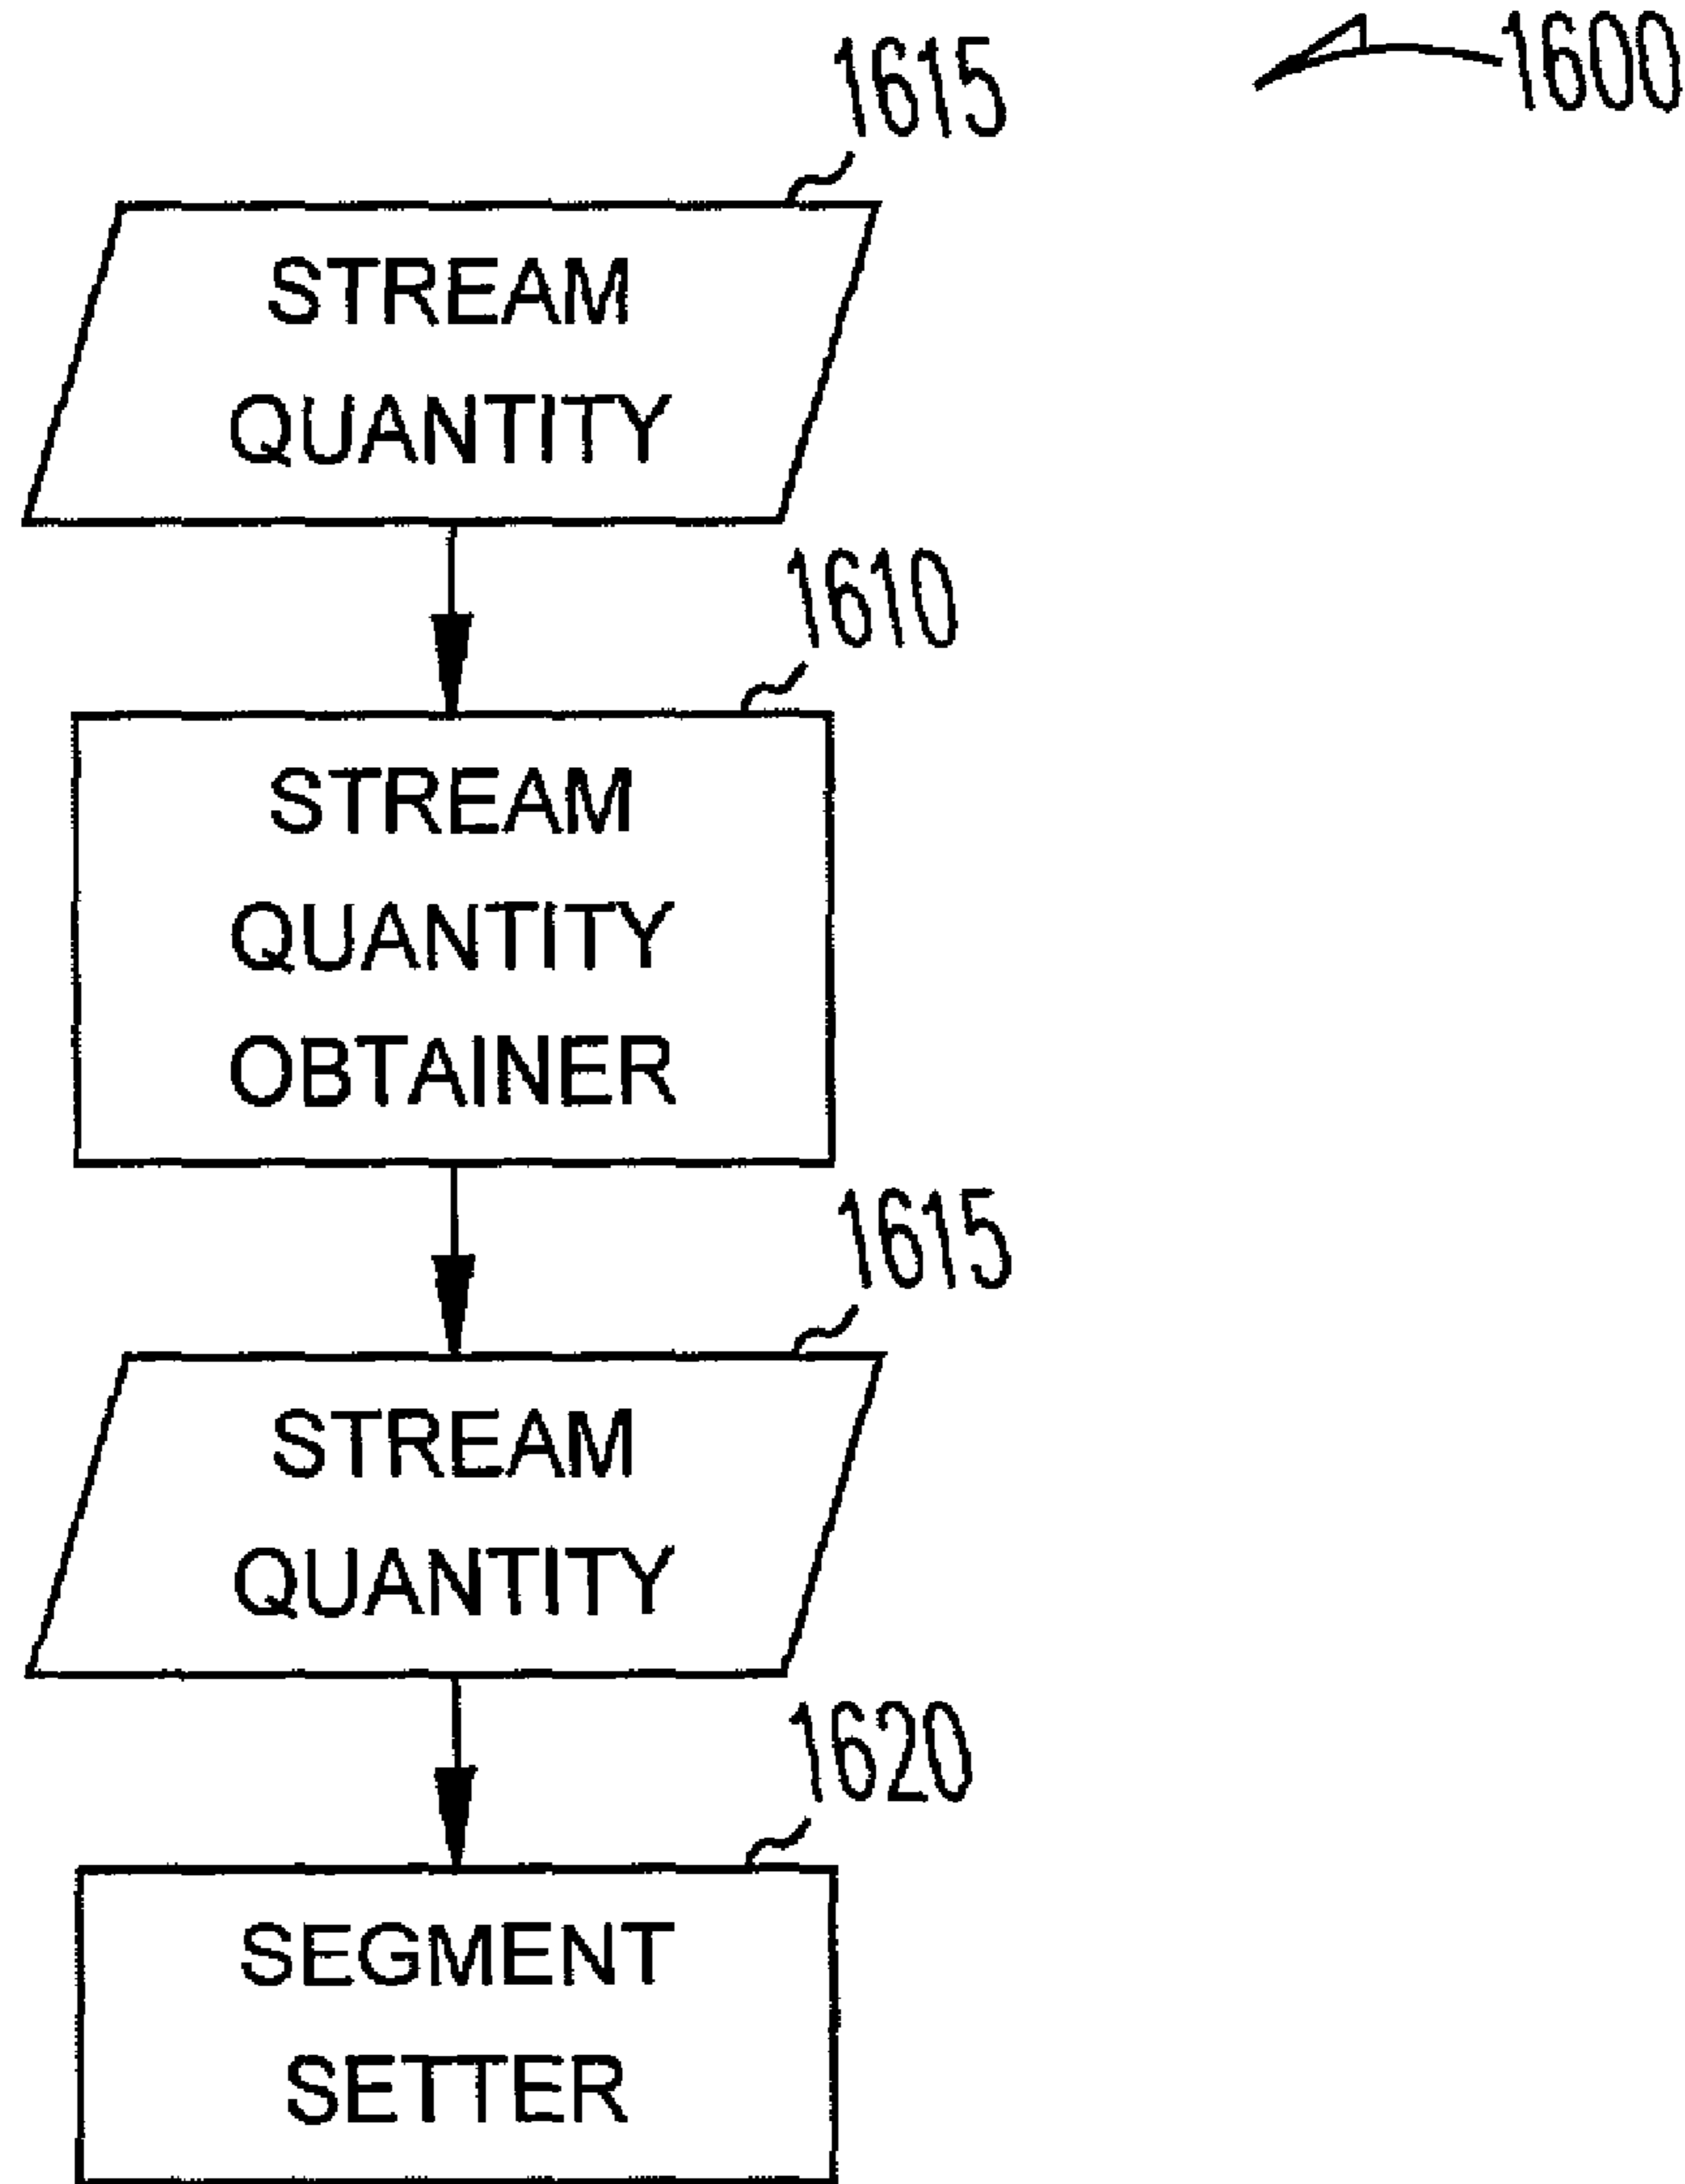 1600
1615
STREAM
QUANTITY
1610
STREAM
QUANTITY
OBTAINER
1615
STREAM
QUANTITY
1620
SEGMENT
SETTER